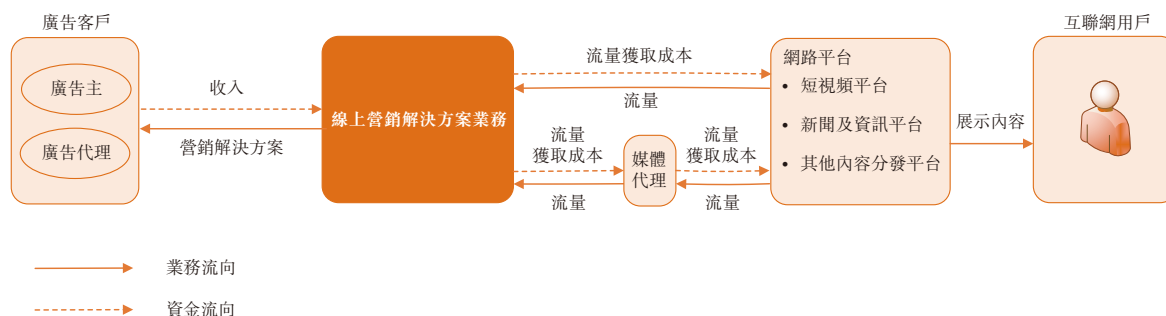 廣告客戶
廣告主
廣告代理
收入
營銷解決方案
線上營銷解決方案業務
流量獲取成本
流量
流量
獲取成本
流量
媒體
代理
流量
獲取成本
流量
網路平台
• 短視頻平台
• 新聞及資訊平台
• 其他內容分發平台
展示內容
互聯網用戶
業務流向
資金流向